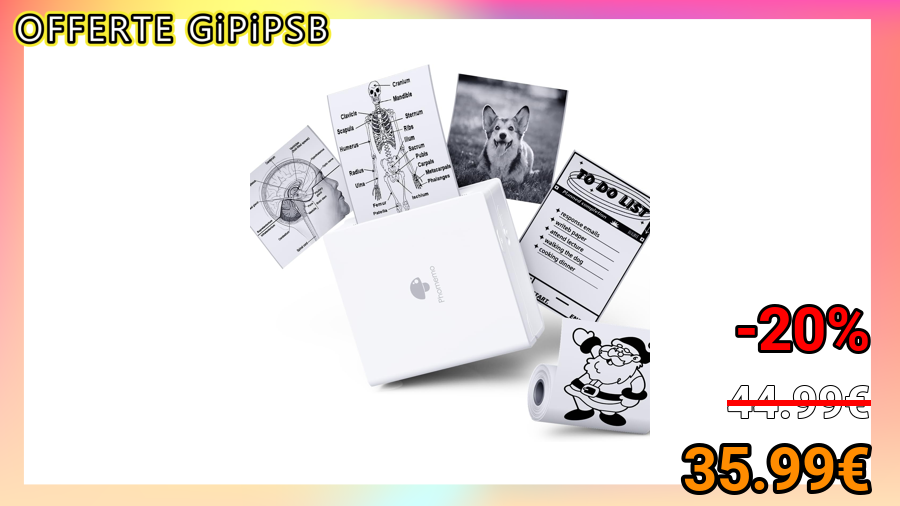 OFFERTE GiPiPSB
Cranium
Mandible
Clavicle
Scapula
Sternum
Ribs
Humerus
Ilium
Sacrum
Pubis
Carpals
Radius
Metacarpals
Ulna
Phalanges
Femur
Ischium
Patella
TO DO LIST
response emails
writeb paper
attend lecture
walking the dog
cooking dinner
Phomemo
-20%
44.99€
35.99€